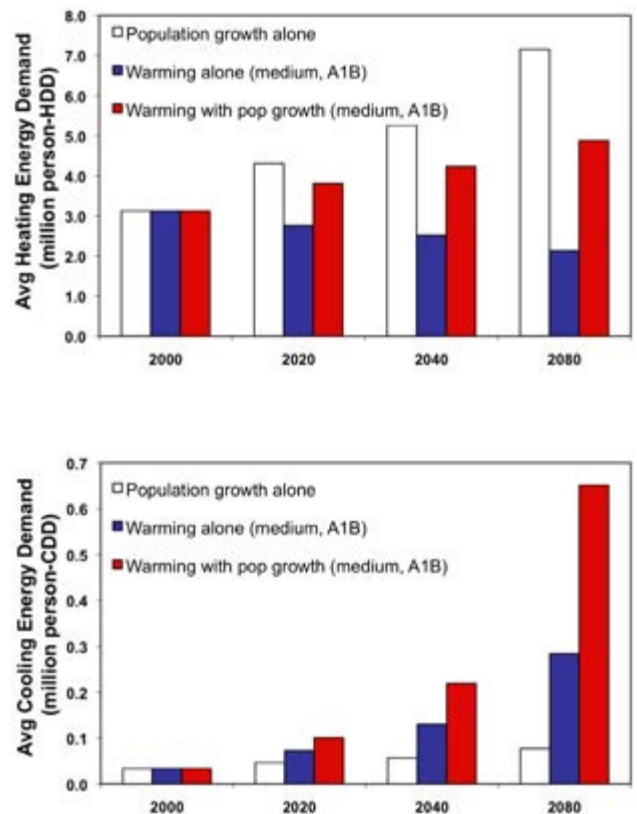 Avg Heating Energy Demand
(million person-HDD)
8.0
7.0
6.0
5.0
4.0
3.0
2.0
1.0
0.0
Population growth alone
Warming alone (medium, A1B)
Warming with pop growth (medium, A1B)
2000 2020 2040 2080
Avg Cooling Energy Demand
(million person-CDD)
0.7
0.6
0.5
0.4
0.3
0.2
0.1
0.0
Population growth alone
Warming alone (medium, A1B)
Warming with pop growth (medium, A1B)
2000 2020 2040 2080